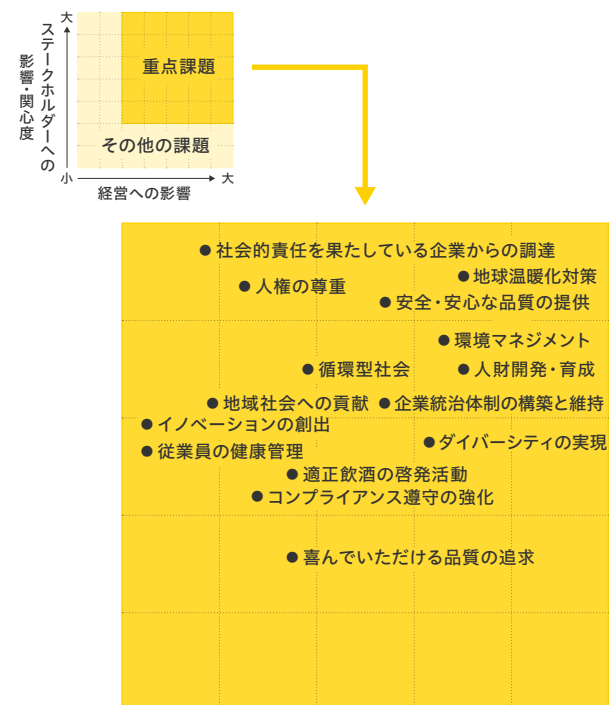 大
ステークホルダーへの
影響・関心度
小
重点課題
その他の課題
経営への影響
大
● 社会的責任を果たしている企業からの調達
● 地球温暖化対策
● 人権の尊重
● 安全・安心な品質の提供
● 環境マネジメント
● 循環型社会
● 人財開発・育成
● 地域社会への貢献
● 企業統治体制の構築と維持
● イノベーションの創出
● ダイバーシティの実現
● 従業員の健康管理
● 適正飲酒の啓発活動
● コンプライアンス遵守の強化
● 喜んでいただける品質の追求